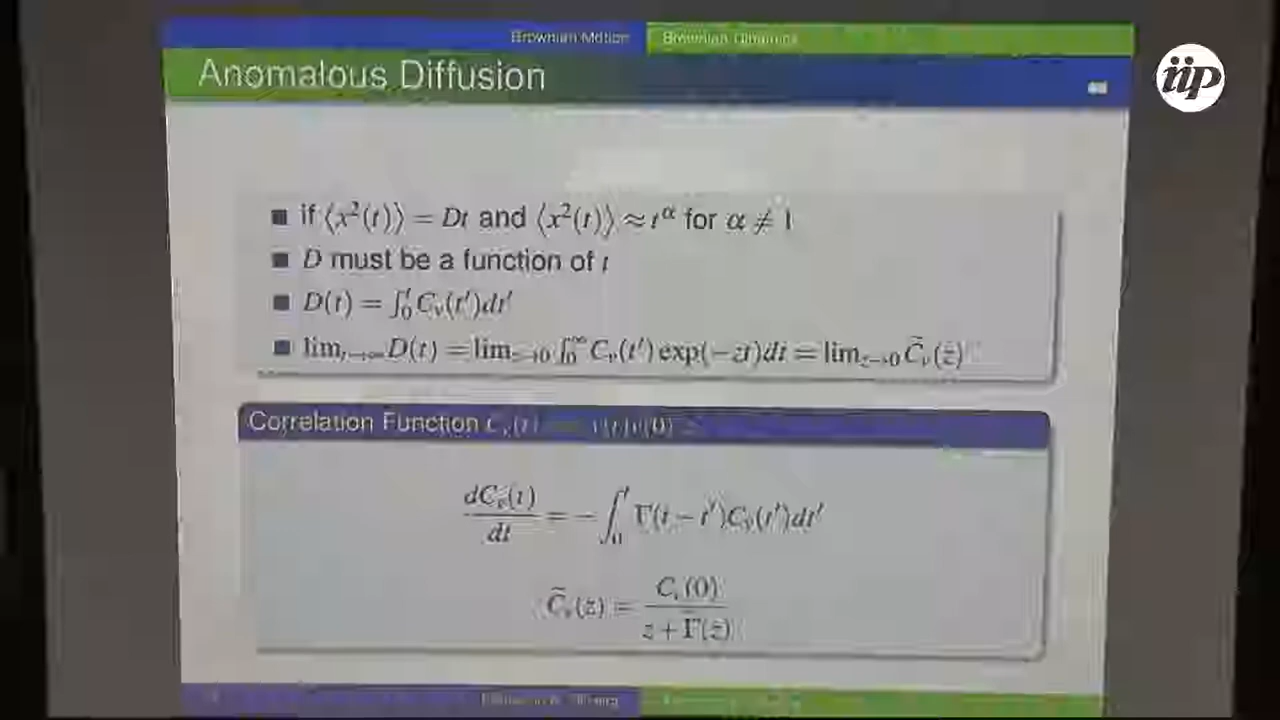 Brownian Motion Brownian Dynamics
Anomalous Diffusion
iip
■ if ⟨x²(t)⟩ = Dt and ⟨x²(t)⟩ ≈ t^α for α ≠ 1
■ D must be a function of t
■ D(t) = ∫₀ᵗ C_v(t′)dt′
■ lim_{t→∞} D(t) = lim_{z→0} ∫₀^∞ C_v(t′) exp(−zt)dt = lim_{z→0} C̃_v(z)
Correlation Function C_v(t)
dC_v(t)/dt = − ∫₀ᵗ Γ(t − t′)C_v(t′)dt′
C̃_v(z) = C_v(0)/(z + Γ̃(z))